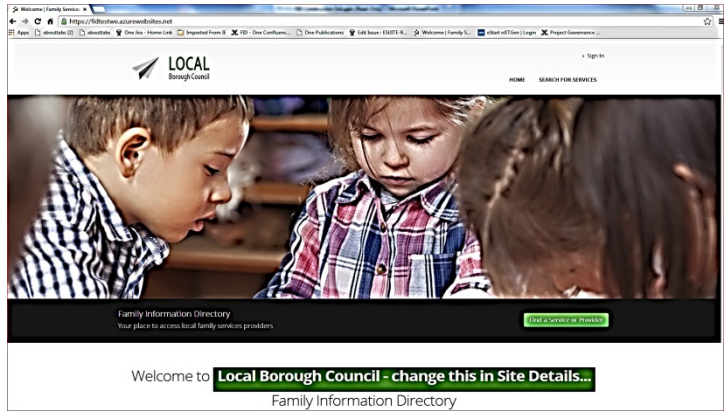 Welcome | Family Service
https://fidtestwe.azurewebsites.net
Apps abouttabs (2) abouttabs One Jira - Home Link Imported From IE FID - One Confluenc... One Publications Edit Issue : ESUITE-9... Welcome | Family S... eStart nXTGen | Login Project Governance ...
Sign In
LOCAL
Borough Council
HOME SEARCH FOR SERVICES
Family Information Directory
Your place to access local family services providers
Find a Service or Provider
Welcome to Local Borough Council - change this in Site Details...
Family Information Directory